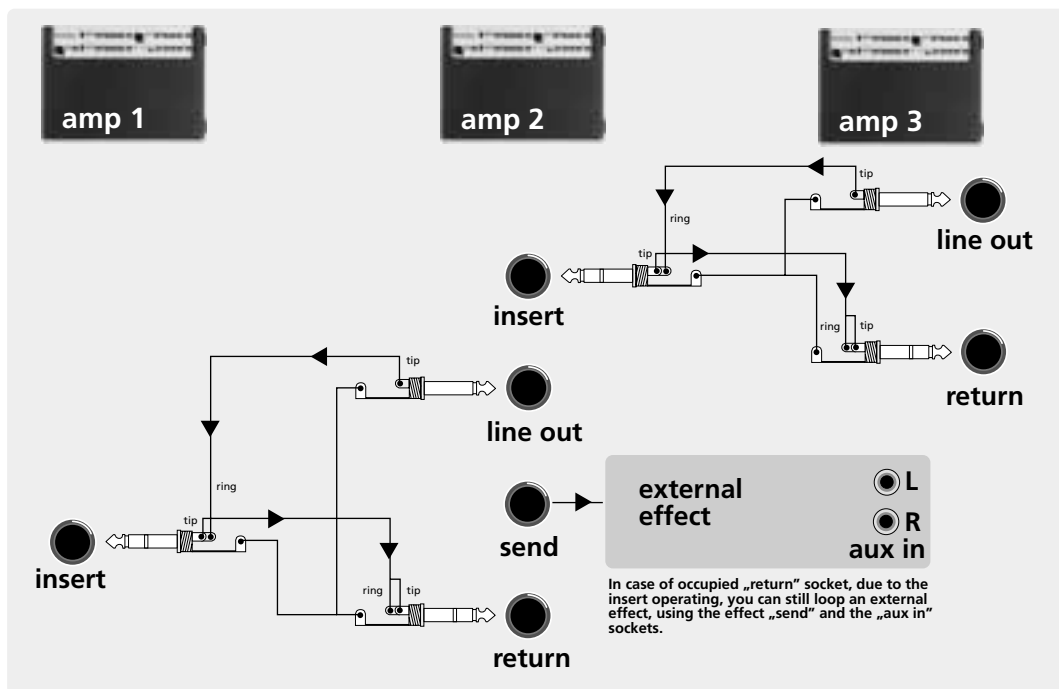 amp 1
amp 2
amp 3
tip
line out
ring
tip
insert
ring
tip
return
tip
line out
ring
tip
insert
ring
tip
return
send
external
effect
L
R
aux in
In case of occupied „return” socket, due to the
insert operating, you can still loop an external
effect, using the effect „send” and the „aux in”
sockets.